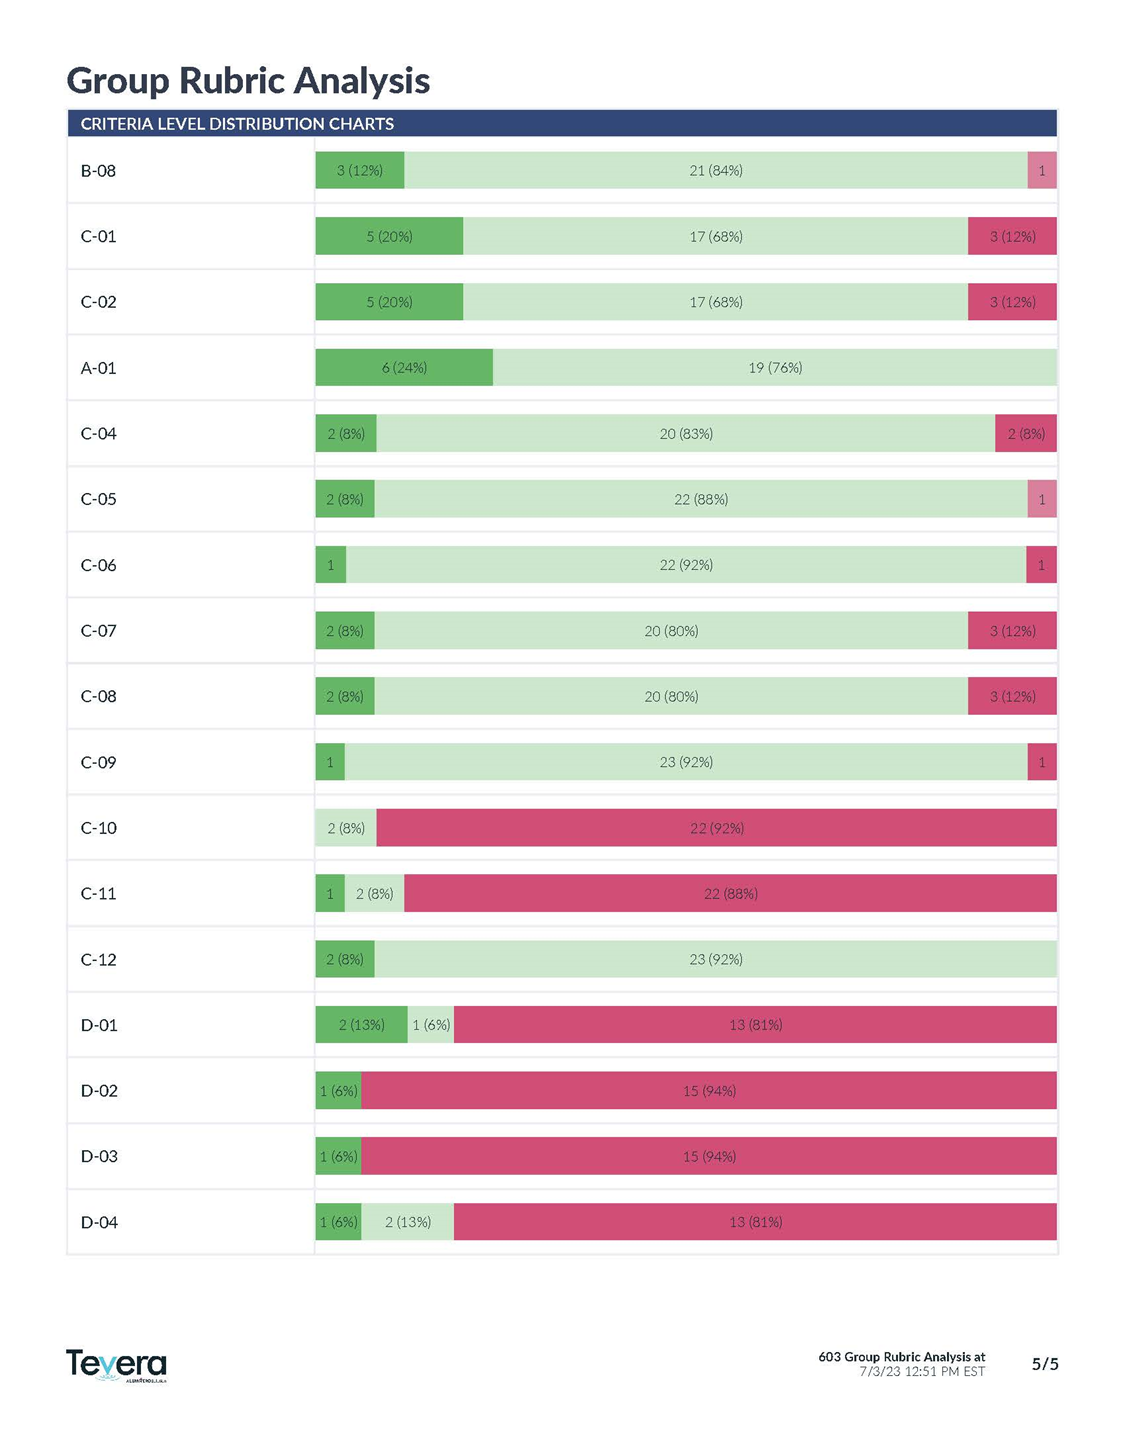 Group Rubric Analysis
CRITERIA LEVEL DISTRIBUTION CHARTS
B-08 3 (12%) 21 (84%) 1
C-01 5 (20%) 17 (68%) 3 (12%)
C-02 5 (20%) 17 (68%) 3 (12%)
A-01 6 (24%) 19 (76%)
C-04 2 (8%) 20 (83%) 2 (8%)
C-05 2 (8%) 22 (88%) 1
C-06 1 22 (92%) 1
C-07 2 (8%) 20 (80%) 3 (12%)
C-08 2 (8%) 20 (80%) 3 (12%)
C-09 1 23 (92%) 1
C-10 2 (8%) 22 (92%)
C-11 1 2 (8%) 22 (88%)
C-12 2 (8%) 23 (92%)
D-01 2 (13%) 1 (6%) 13 (81%)
D-02 1 (6%) 15 (94%)
D-03 1 (6%) 15 (94%)
D-04 1 (6%) 2 (13%) 13 (81%)
Tevera
603 Group Rubric Analysis at
7/3/23 12:51 PM EST
5/5